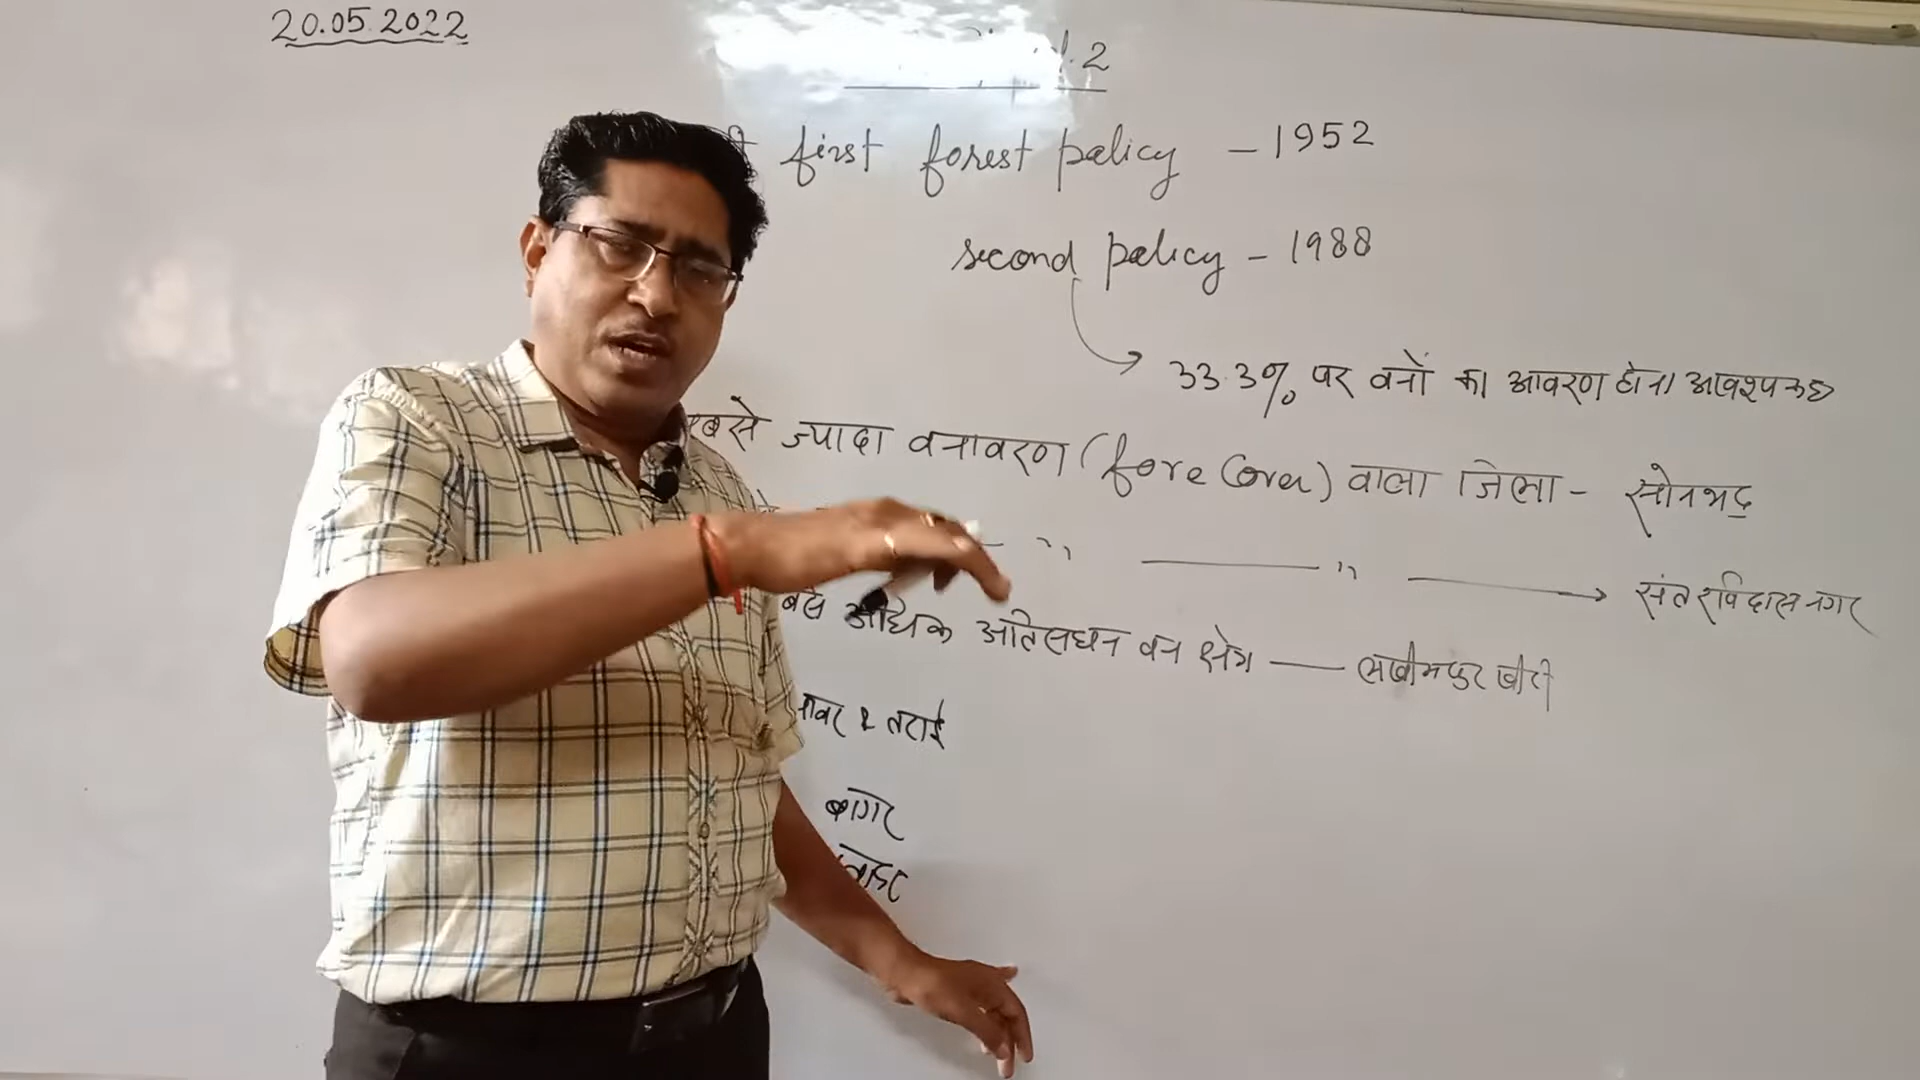 20.05.2022
2
first forest policy - 1952
second policy - 1988
33.3% पर वनों का आवरण होना आवश्यक है
सबसे ज्यादा वनावरण (fore Cover) वाला जिला - सोनभद्र
" " → संत रविदास नगर
अधिक अतिसघन वन क्षेत्र — लखीमपुर खीरी
& तराई
बांगर